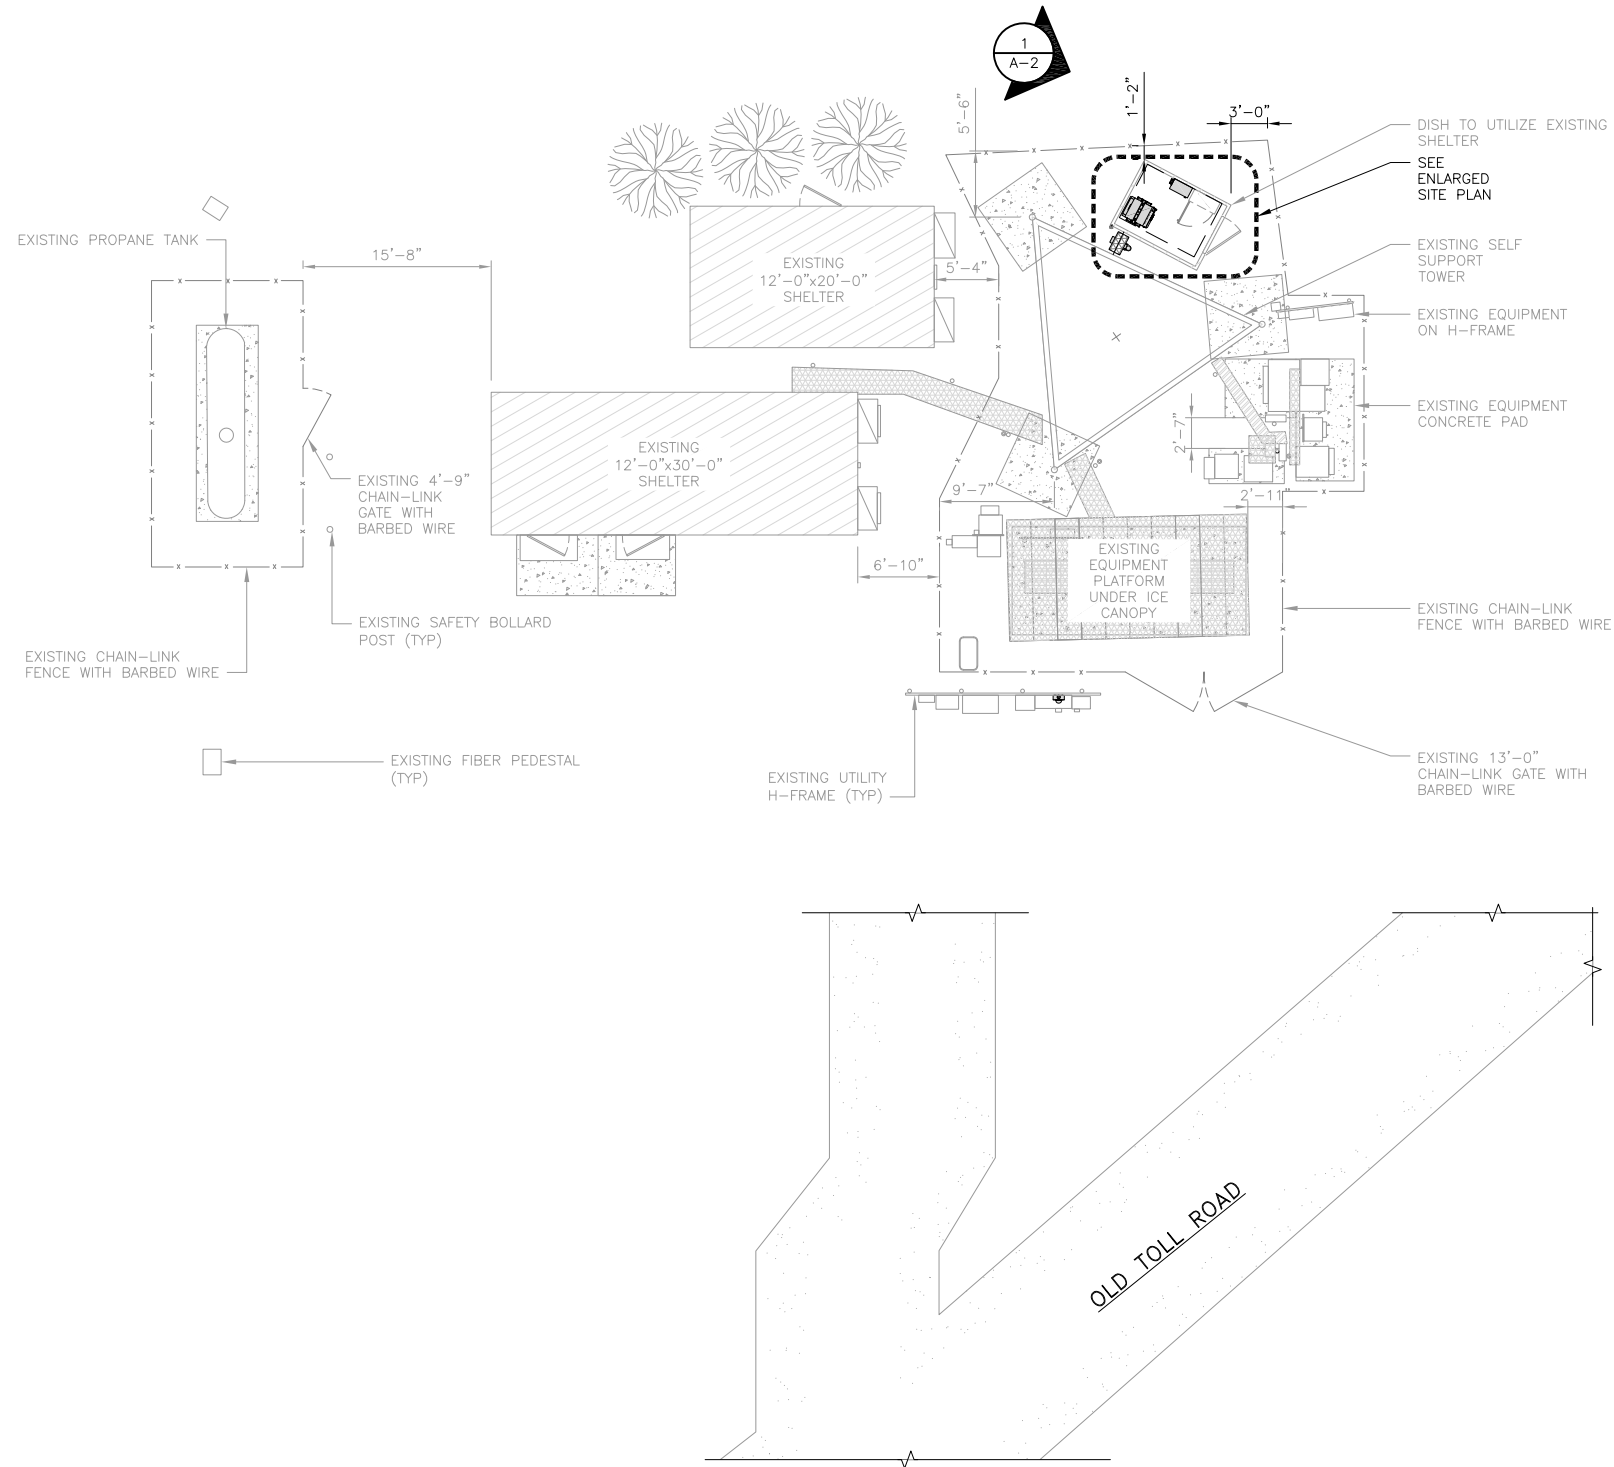 1
A-2
1'-2"
3'-0"
5'-6"
DISH TO UTILIZE EXISTING
SHELTER
SEE
ENLARGED
SITE PLAN
EXISTING PROPANE TANK
15'-8"
EXISTING
12'-0"x20'-0"
SHELTER
5'-4"
EXISTING SELF
SUPPORT
TOWER
EXISTING EQUIPMENT
ON H-FRAME
EXISTING EQUIPMENT
CONCRETE PAD
2'-7"
EXISTING
12'-0"x30'-0"
SHELTER
EXISTING 4'-9"
CHAIN-LINK
GATE WITH
BARBED WIRE
9'-7"
2'-11"
EXISTING
EQUIPMENT
PLATFORM
UNDER ICE
CANOPY
6'-10"
EXISTING CHAIN-LINK
FENCE WITH BARBED WIRE
EXISTING SAFETY BOLLARD
POST (TYP)
EXISTING CHAIN-LINK
FENCE WITH BARBED WIRE
EXISTING FIBER PEDESTAL
(TYP)
EXISTING UTILITY
H-FRAME (TYP)
EXISTING 13'-0"
CHAIN-LINK GATE WITH
BARBED WIRE
OLD TOLL ROAD